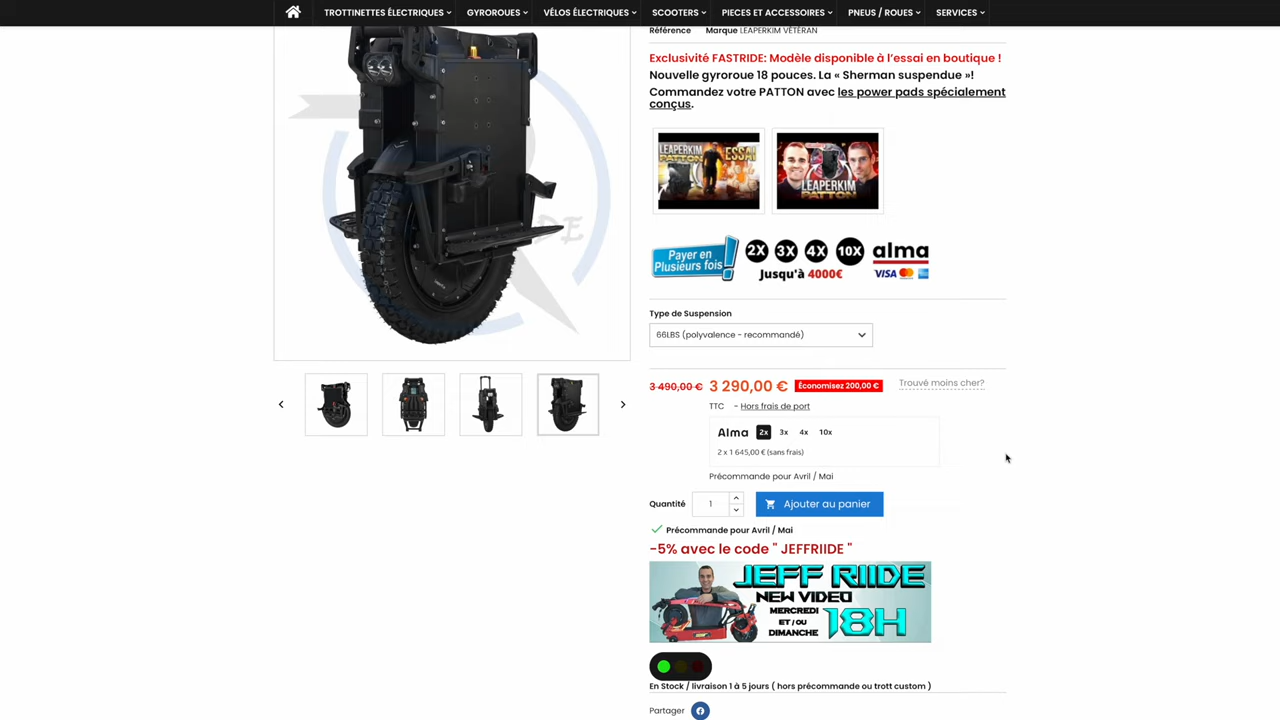 TROTTINETTES ÉLECTRIQUES
GYROROUES
VÉLOS ÉLECTRIQUES
SCOOTERS
PIECES ET ACCESSOIRES
PNEUS / ROUES
SERVICES
Référence
Marque LEAPERKIM VÉTÉRAN
Exclusivité FASTRIDE: Modèle disponible à l'essai en boutique !
Nouvelle gyroroue 18 pouces. La « Sherman suspendue »!
Commandez votre PATTON avec les power pads spécialement
conçus.
LEAPERKIM
PATTON
ESSAI
LEAPERKIM
PATTON
Payer en
Plusieurs fois !
2X 3X 4X 10X
Jusqu'à 4000€
alma
VISA
Type de Suspension
66LBS (polyvalence - recommandé)
3 490,00 € 3 290,00 € Économisez 200,00 €
Trouvé moins cher?
TTC - Hors frais de port
Alma 2x 3x 4x 10x
2 x 1 645,00 € (sans frais)
Précommande pour Avril / Mai
Quantité 1 Ajouter au panier
Précommande pour Avril / Mai
-5% avec le code " JEFFRIIDE "
JEFF RIIDE
NEW VIDEO
MERCREDI
ET / OU
DIMANCHE
18H
En Stock / livraison 1 à 5 jours ( hors précommande ou trott custom )
Partager